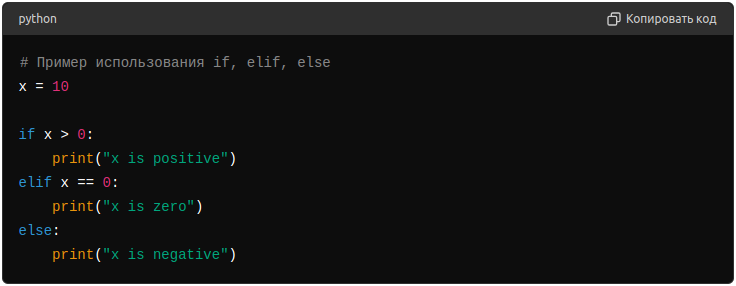 python
Копировать код
# Пример использования if, elif, else
x = 10
if x > 0:
    print("x is positive")
elif x == 0:
    print("x is zero")
else:
    print("x is negative")